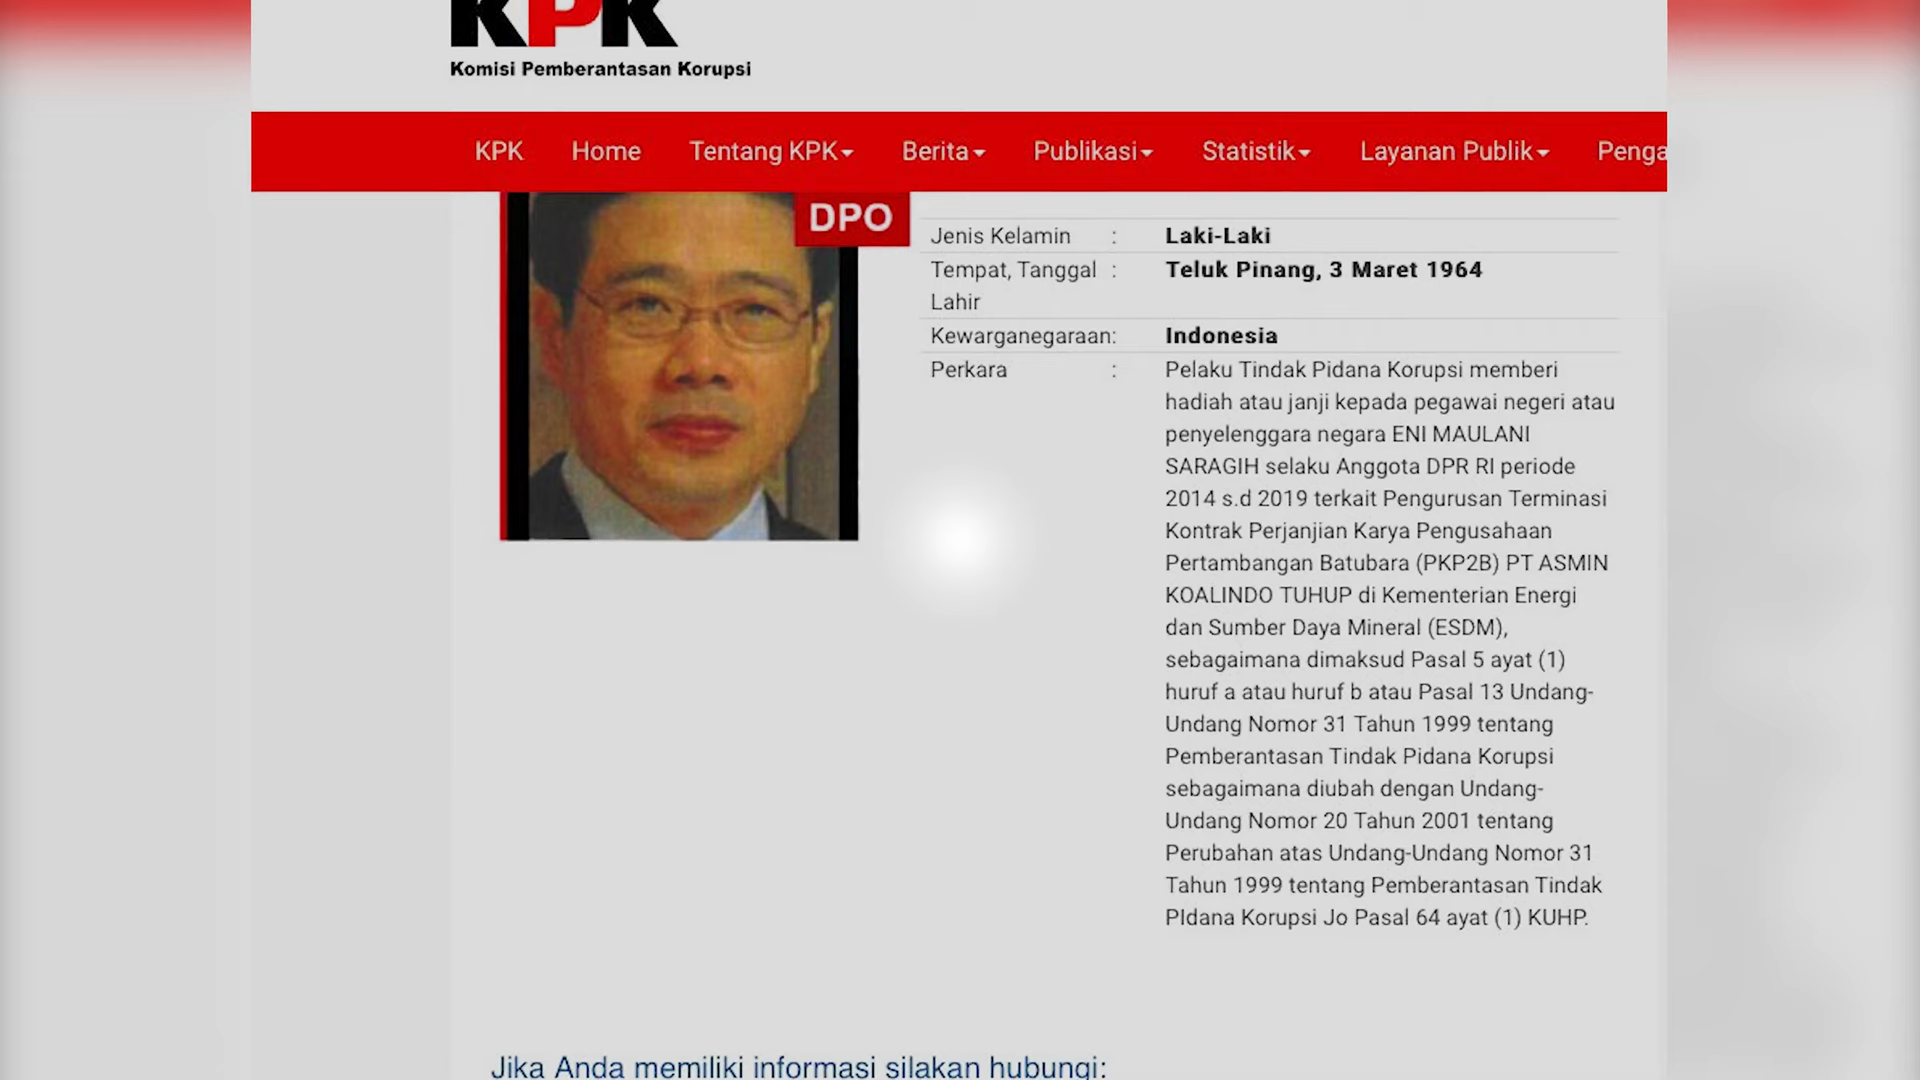 KPK
Komisi Pemberantasan Korupsi
KPK Home Tentang KPK Berita Publikasi Statistik Layanan Publik Penga
DPO
Jenis Kelamin : Laki-Laki
Tempat, Tanggal : Teluk Pinang, 3 Maret 1964
Lahir
Kewarganegaraan: Indonesia
Perkara : Pelaku Tindak Pidana Korupsi memberi
hadiah atau janji kepada pegawai negeri atau
penyelenggara negara ENI MAULANI
SARAGIH selaku Anggota DPR RI periode
2014 s.d 2019 terkait Pengurusan Terminasi
Kontrak Perjanjian Karya Pengusahaan
Pertambangan Batubara (PKP2B) PT ASMIN
KOALINDO TUHUP di Kementerian Energi
dan Sumber Daya Mineral (ESDM),
sebagaimana dimaksud Pasal 5 ayat (1)
huruf a atau huruf b atau Pasal 13 Undang-
Undang Nomor 31 Tahun 1999 tentang
Pemberantasan Tindak Pidana Korupsi
sebagaimana diubah dengan Undang-
Undang Nomor 20 Tahun 2001 tentang
Perubahan atas Undang-Undang Nomor 31
Tahun 1999 tentang Pemberantasan Tindak
PIdana Korupsi Jo Pasal 64 ayat (1) KUHP.
Jika Anda memiliki informasi silakan hubungi: